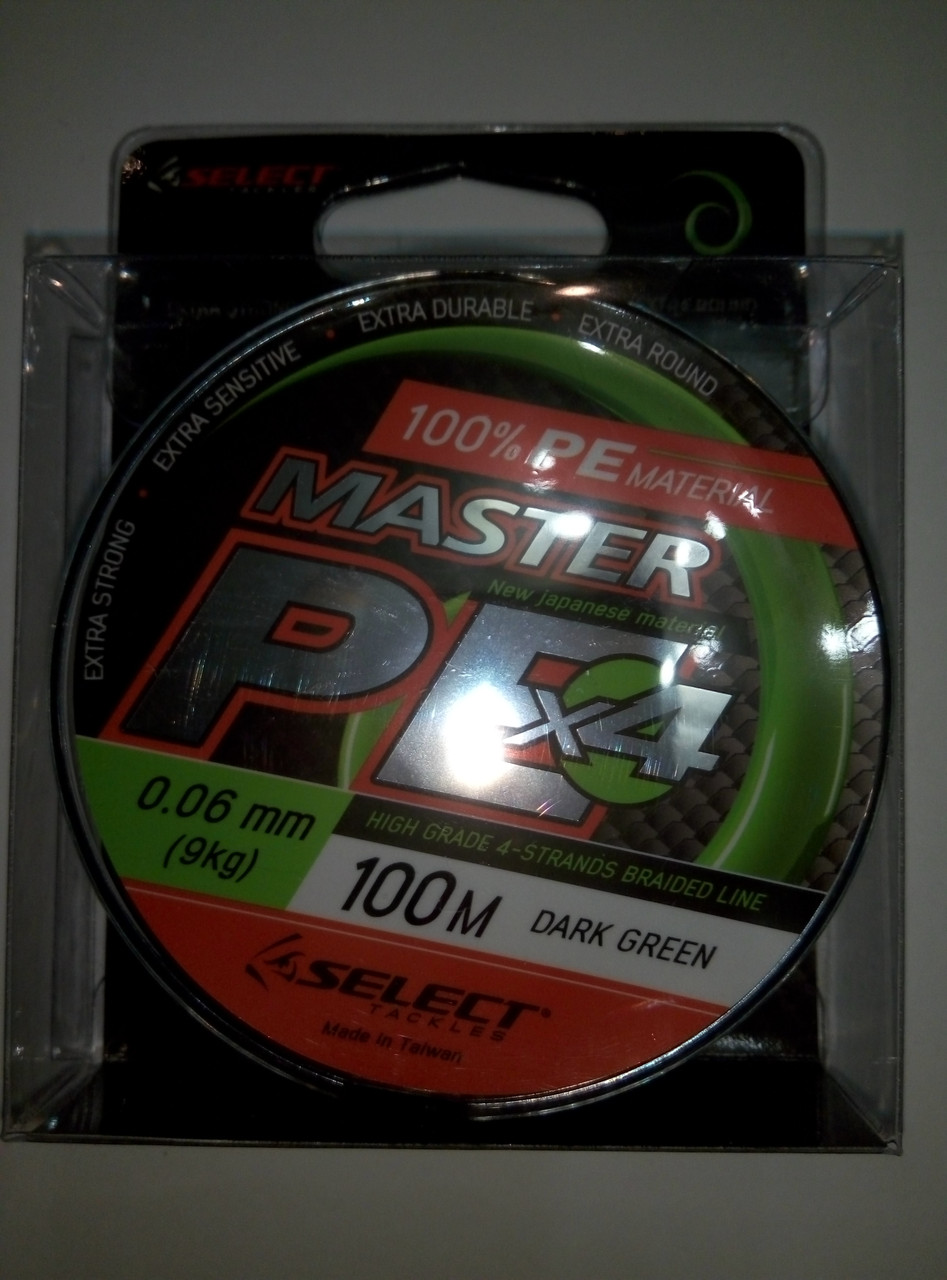 SELECT
TACKLES
EXTRA STRONG
EXTRA SENSITIVE
EXTRA DURABLE
EXTRA ROUND
100% PE MATERIAL
MASTER
New japanese material
PE x4
0.06 mm
(9kg)
HIGH GRADE 4-STRANDS BRAIDED LINE
100M DARK GREEN
SELECT®
TACKLES
Made In Taiwan